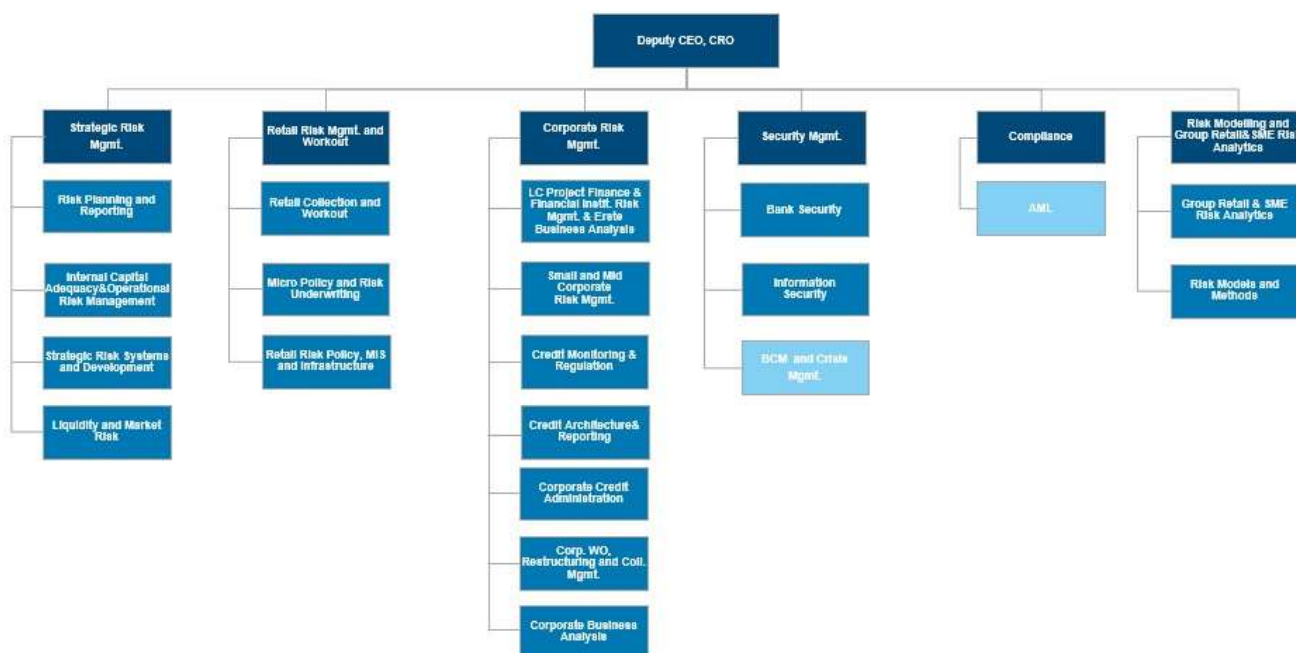 Deputy CEO, CRO
Strategic Risk
Mgmt.
Risk Planning and
Reporting
Internal Capital
Adequacy&Operational
Risk Management
Strategic Risk Systems
and Development
Liquidity and Market
Risk
Retail Risk Mgmt. and
Workout
Retail Collection and
Workout
Micro Policy and Risk
Underwriting
Retail Risk Policy, MIS
and Infrastructure
Corporate Risk
Mgmt.
LC Project Finance &
Financial Instit. Risk
Mgmt. & Erste
Business Analysis
Small and Mid
Corporate
Risk Mgmt.
Credit Monitoring &
Regulation
Credit Architecture&
Reporting
Corporate Credit
Administration
Corp. WO,
Restructuring and Coll.
Mgmt.
Corporate Business
Analysis
Security Mgmt.
Bank Security
Information
Security
BCM and Crisis
Mgmt.
Compliance
AML
Risk Modelling and
Group Retail&SME Risk
Analytics
Group Retail & SME
Risk Analytics
Risk Models and
Methods